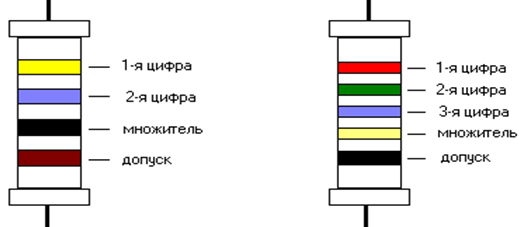 1-я цифра
2-я цифра
множитель
допуск
1-я цифра
2-я цифра
3-я цифра
множитель
допуск